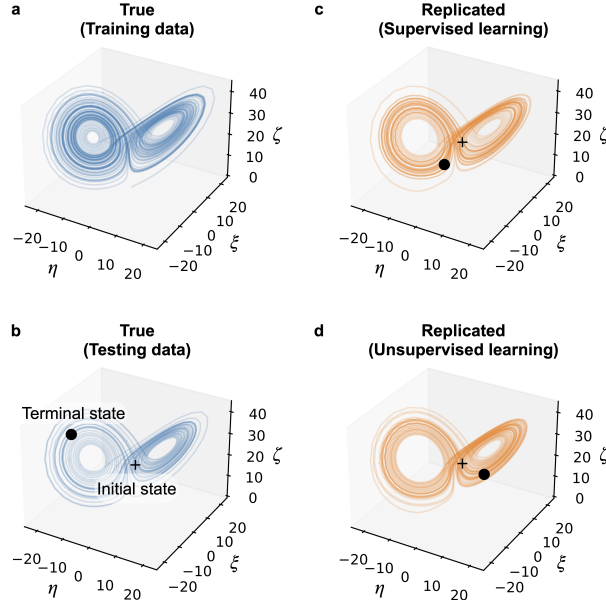 a
True
(Training data)
40
30
20
10
0
ζ
20
10
0
−10
−20
ξ
−20
−10
0
10
20
η
c
Replicated
(Supervised learning)
40
30
20
10
0
ζ
20
10
0
−10
−20
ξ
−20
−10
0
10
20
η
b
True
(Testing data)
Terminal state
Initial state
40
30
20
10
0
ζ
20
10
0
−10
−20
ξ
−20
−10
0
10
20
η
d
Replicated
(Unsupervised learning)
40
30
20
10
0
ζ
20
10
0
−10
−20
ξ
−20
−10
0
10
20
η